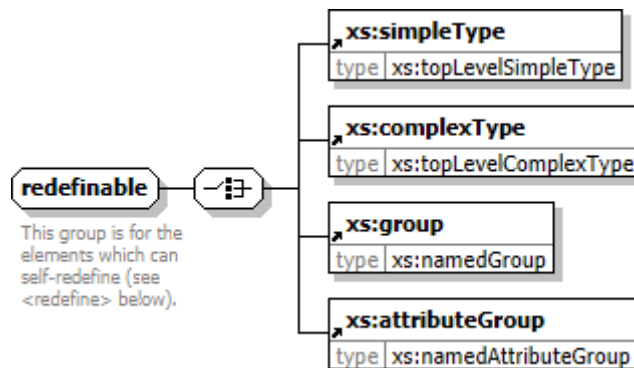 xs:simpleType
type xs:topLevelSimpleType
xs:complexType
type xs:topLevelComplexType
redefinable
This group is for the
elements which can
self-redefine (see
<redefine> below).
xs:group
type xs:namedGroup
xs:attributeGroup
type xs:namedAttributeGroup